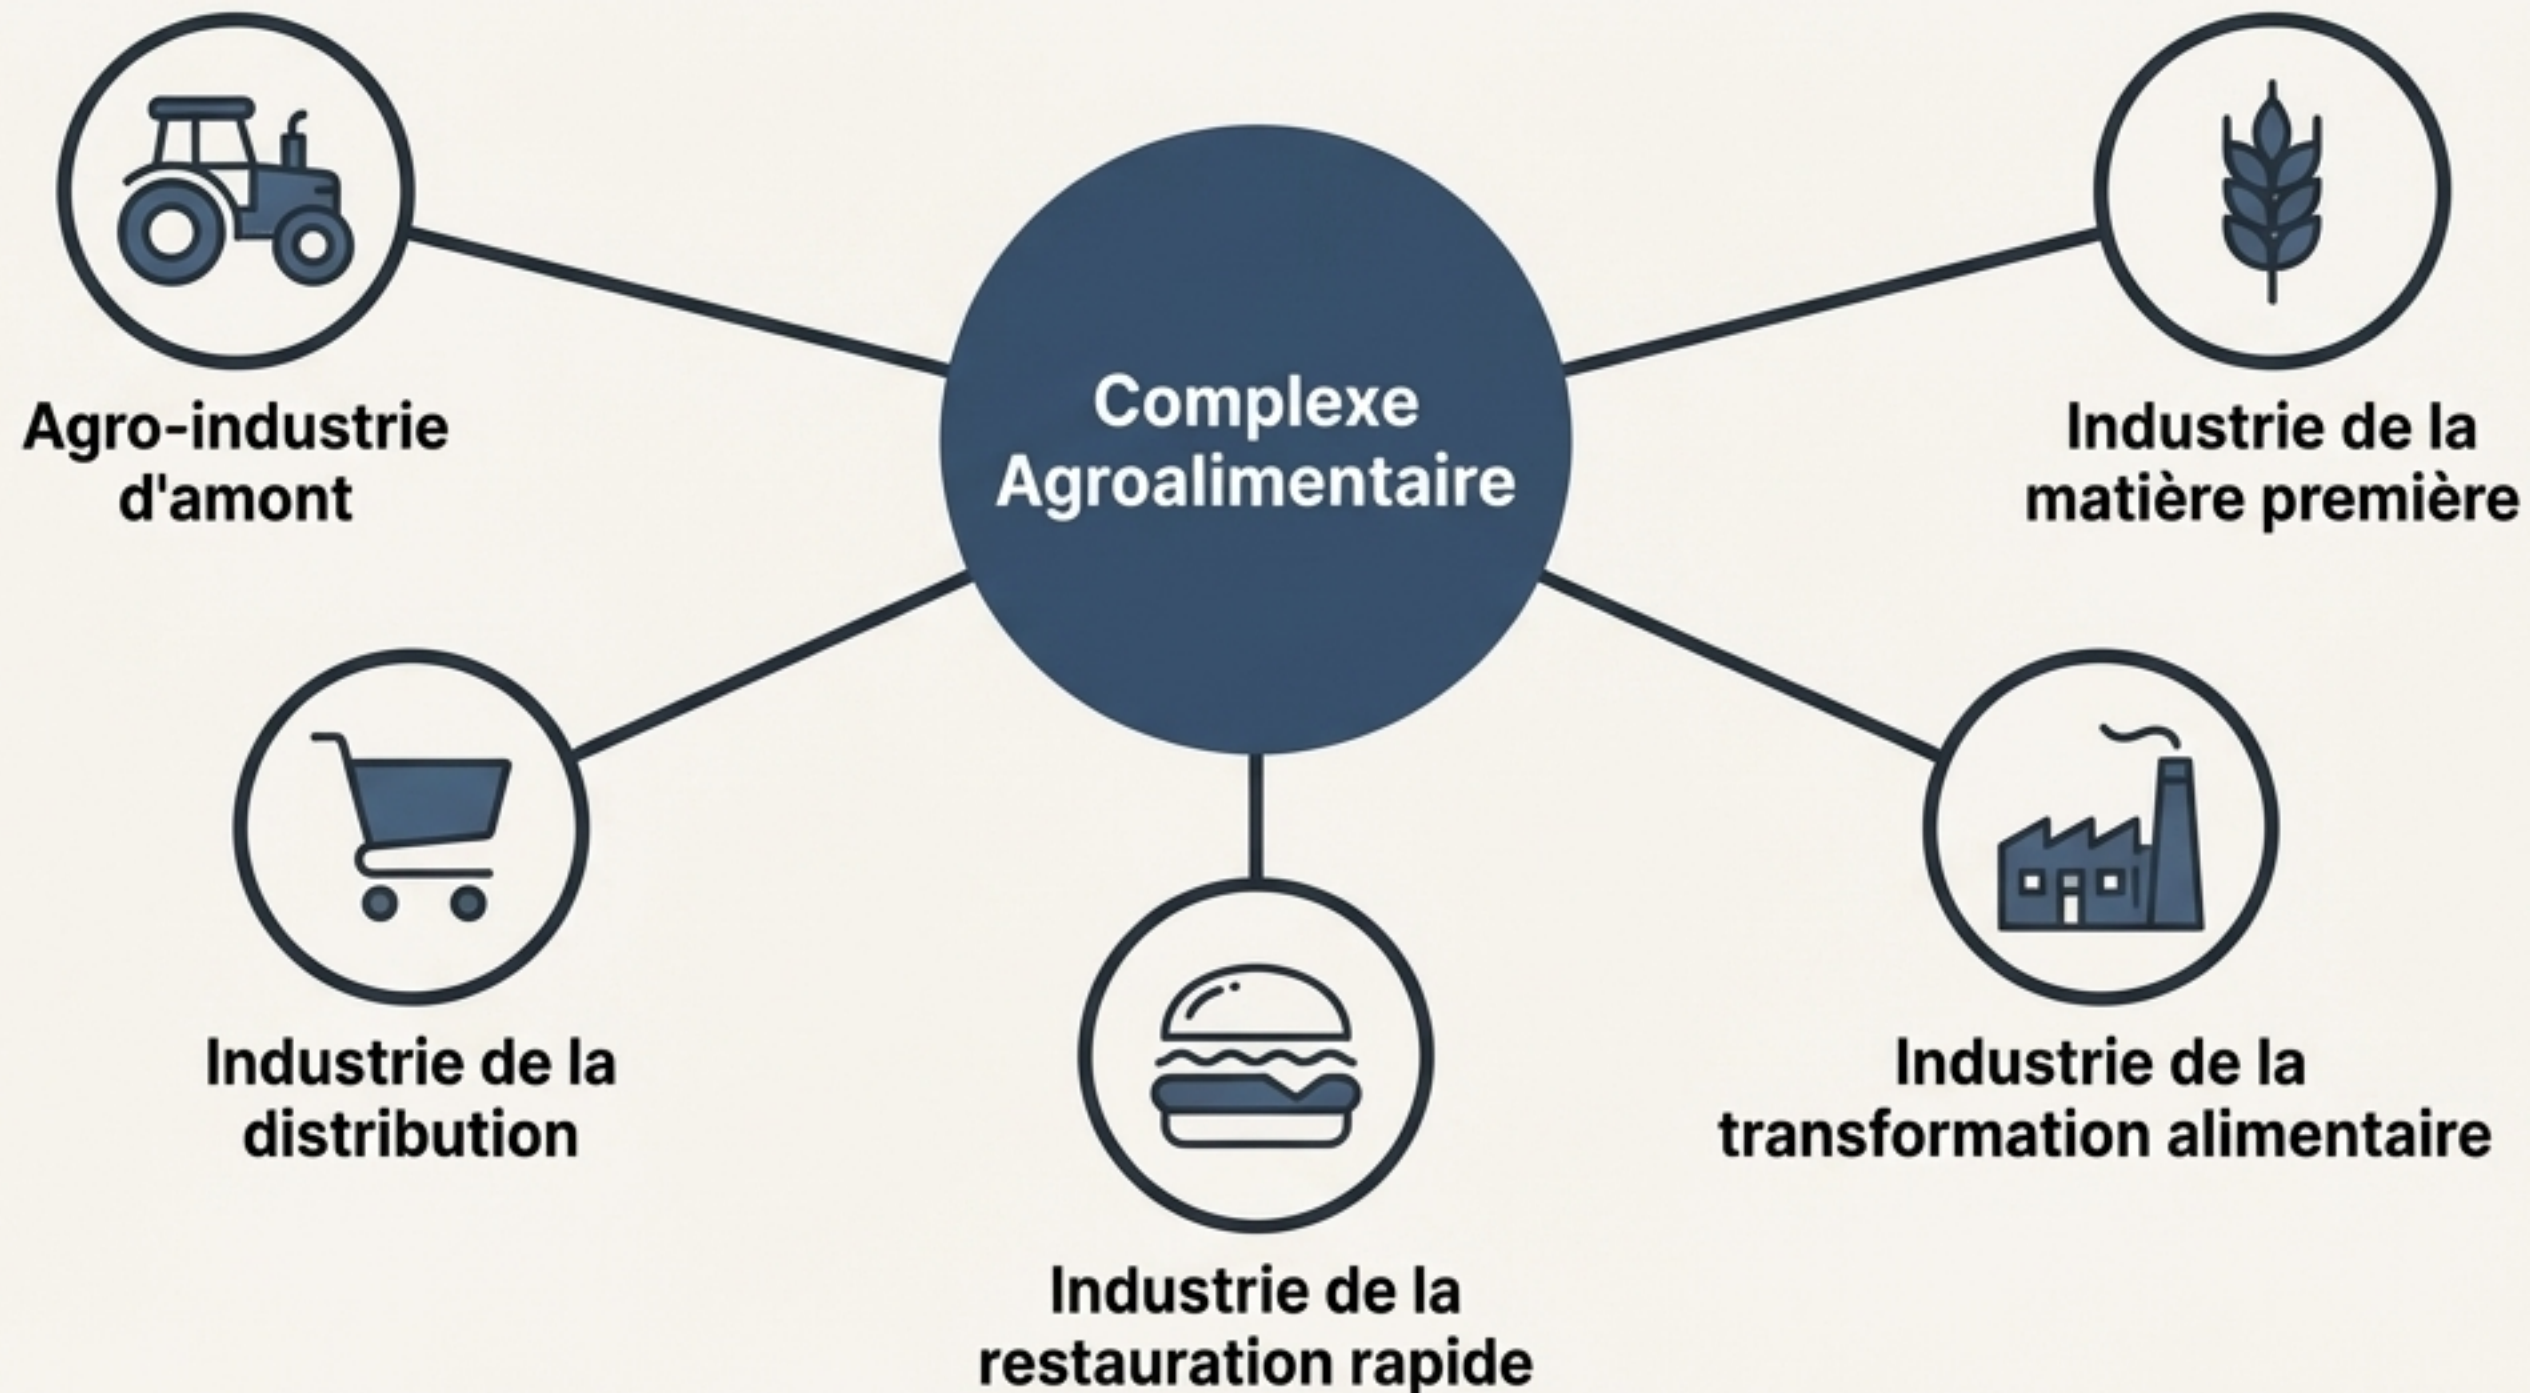 Complexe
Agroalimentaire
Agro-industrie
d'amont
Industrie de la
matière première
Industrie de la
distribution
Industrie de la
transformation alimentaire
Industrie de la
restauration rapide